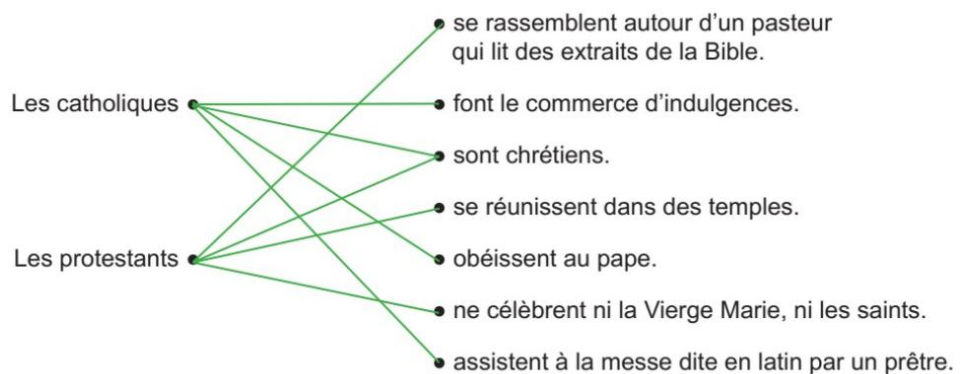 se rassemblent autour d'un pasteur
qui lit des extraits de la Bible.
Les catholiques
font le commerce d'indulgences.
sont chrétiens.
se réunissent dans des temples.
Les protestants
obéissent au pape.
ne célèbrent ni la Vierge Marie, ni les saints.
assistent à la messe dite en latin par un prêtre.